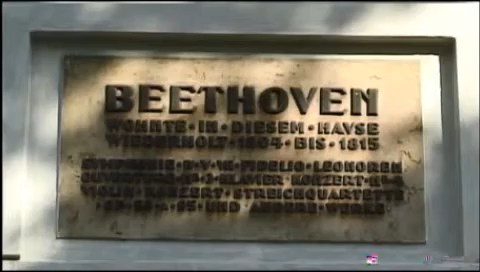 BEETHOVEN
WOHNTE · IN · DIESEM · HAVSE
WIEDERHOLT · 1804 · BIS · 1815
FIDELIO · LEONOREN
KLAVIER · KONZERT
VIOLIN · KONZERT · STREICHQUARTETTE
UND · ANDERE · WERKE